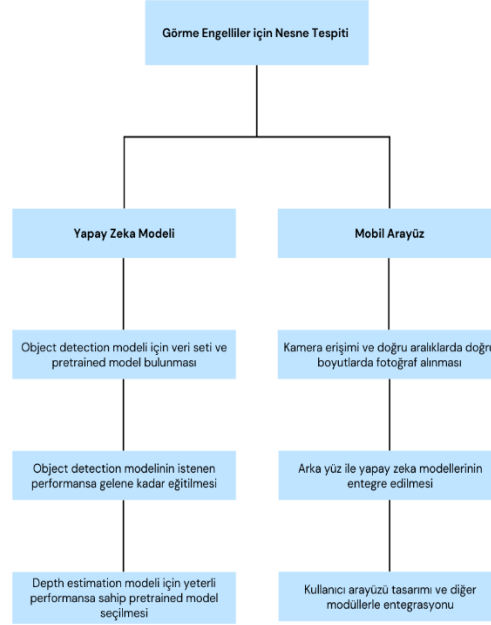 Görme Engelliler için Nesne Tespiti
Yapay Zeka Modeli
Mobil Arayüz
Object detection modeli için veri seti ve
pretrained model bulunması
Kamera erişimi ve doğru aralıklarda doğru
boyutlarda fotoğraf alınması
Object detection modelinin istenen
performansa gelene kadar eğitilmesi
Arka yüz ile yapay zeka modellerinin
entegre edilmesi
Depth estimation modeli için yeterli
performansa sahip pretrained model
seçilmesi
Kullanıcı arayüzü tasarımı ve diğer
modüllerle entegrasyonu